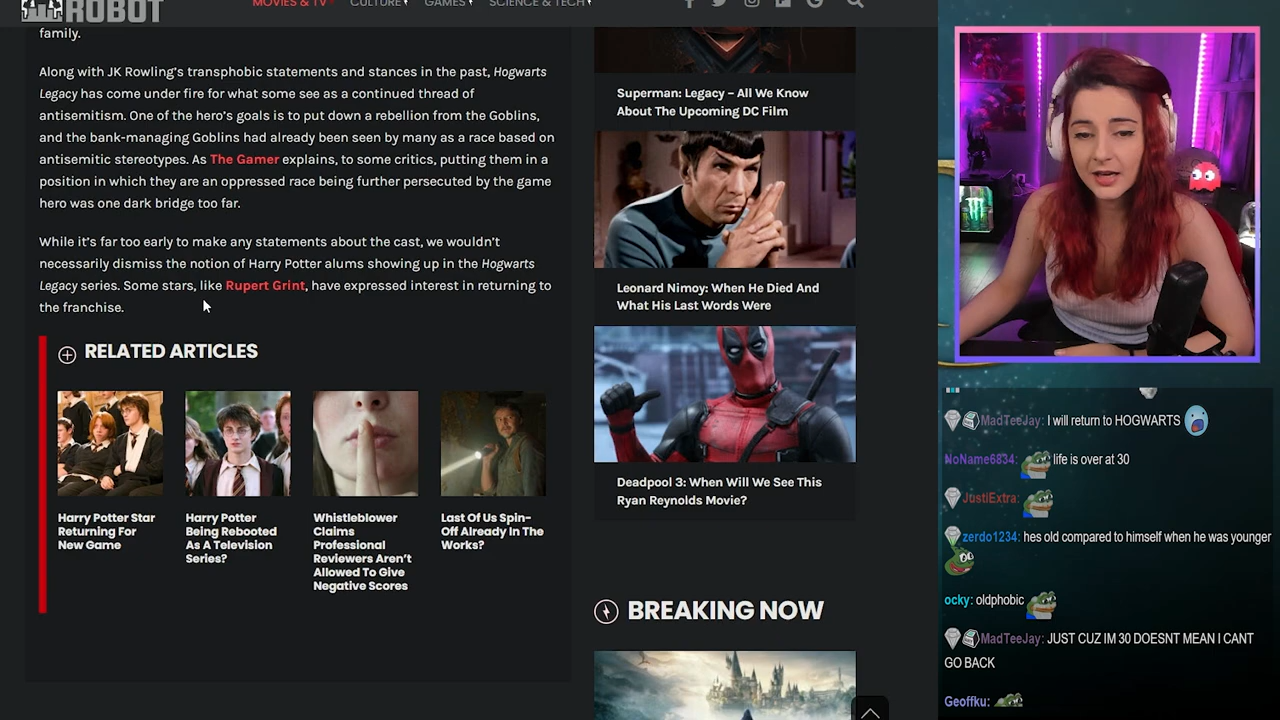 ROBOT
MOVIES & TV
CULTURE
GAMES
SCIENCE & TECH
family.
Along with JK Rowling's transphobic statements and stances in the past, Hogwarts
Legacy has come under fire for what some see as a continued thread of
antisemitism. One of the hero's goals is to put down a rebellion from the Goblins,
and the bank-managing Goblins had already been seen by many as a race based on
antisemitic stereotypes. As The Gamer explains, to some critics, putting them in a
position in which they are an oppressed race being further persecuted by the game
hero was one dark bridge too far.
While it's far too early to make any statements about the cast, we wouldn't
necessarily dismiss the notion of Harry Potter alums showing up in the Hogwarts
Legacy series. Some stars, like Rupert Grint, have expressed interest in returning to
the franchise.
RELATED ARTICLES
Harry Potter Star
Returning For
New Game
Harry Potter
Being Rebooted
As A Television
Series?
Whistleblower
Claims
Professional
Reviewers Aren't
Allowed To Give
Negative Scores
Last Of Us Spin-
Off Already In The
Works?
Superman: Legacy – All We Know
About The Upcoming DC Film
Leonard Nimoy: When He Died And
What His Last Words Were
Deadpool 3: When Will We See This
Ryan Reynolds Movie?
BREAKING NOW
MadTeeJay: I will return to HOGWARTS
NoName6834: life is over at 30
JustiExtra:
zerdo1234: hes old compared to himself when he was younger
ocky: oldphobic
MadTeeJay: JUST CUZ IM 30 DOESNT MEAN I CANT
GO BACK
Geoffku: